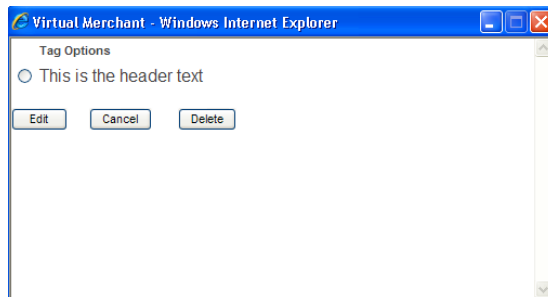 Virtual Merchant - Windows Internet Explorer
Tag Options
This is the header text
Edit Cancel Delete